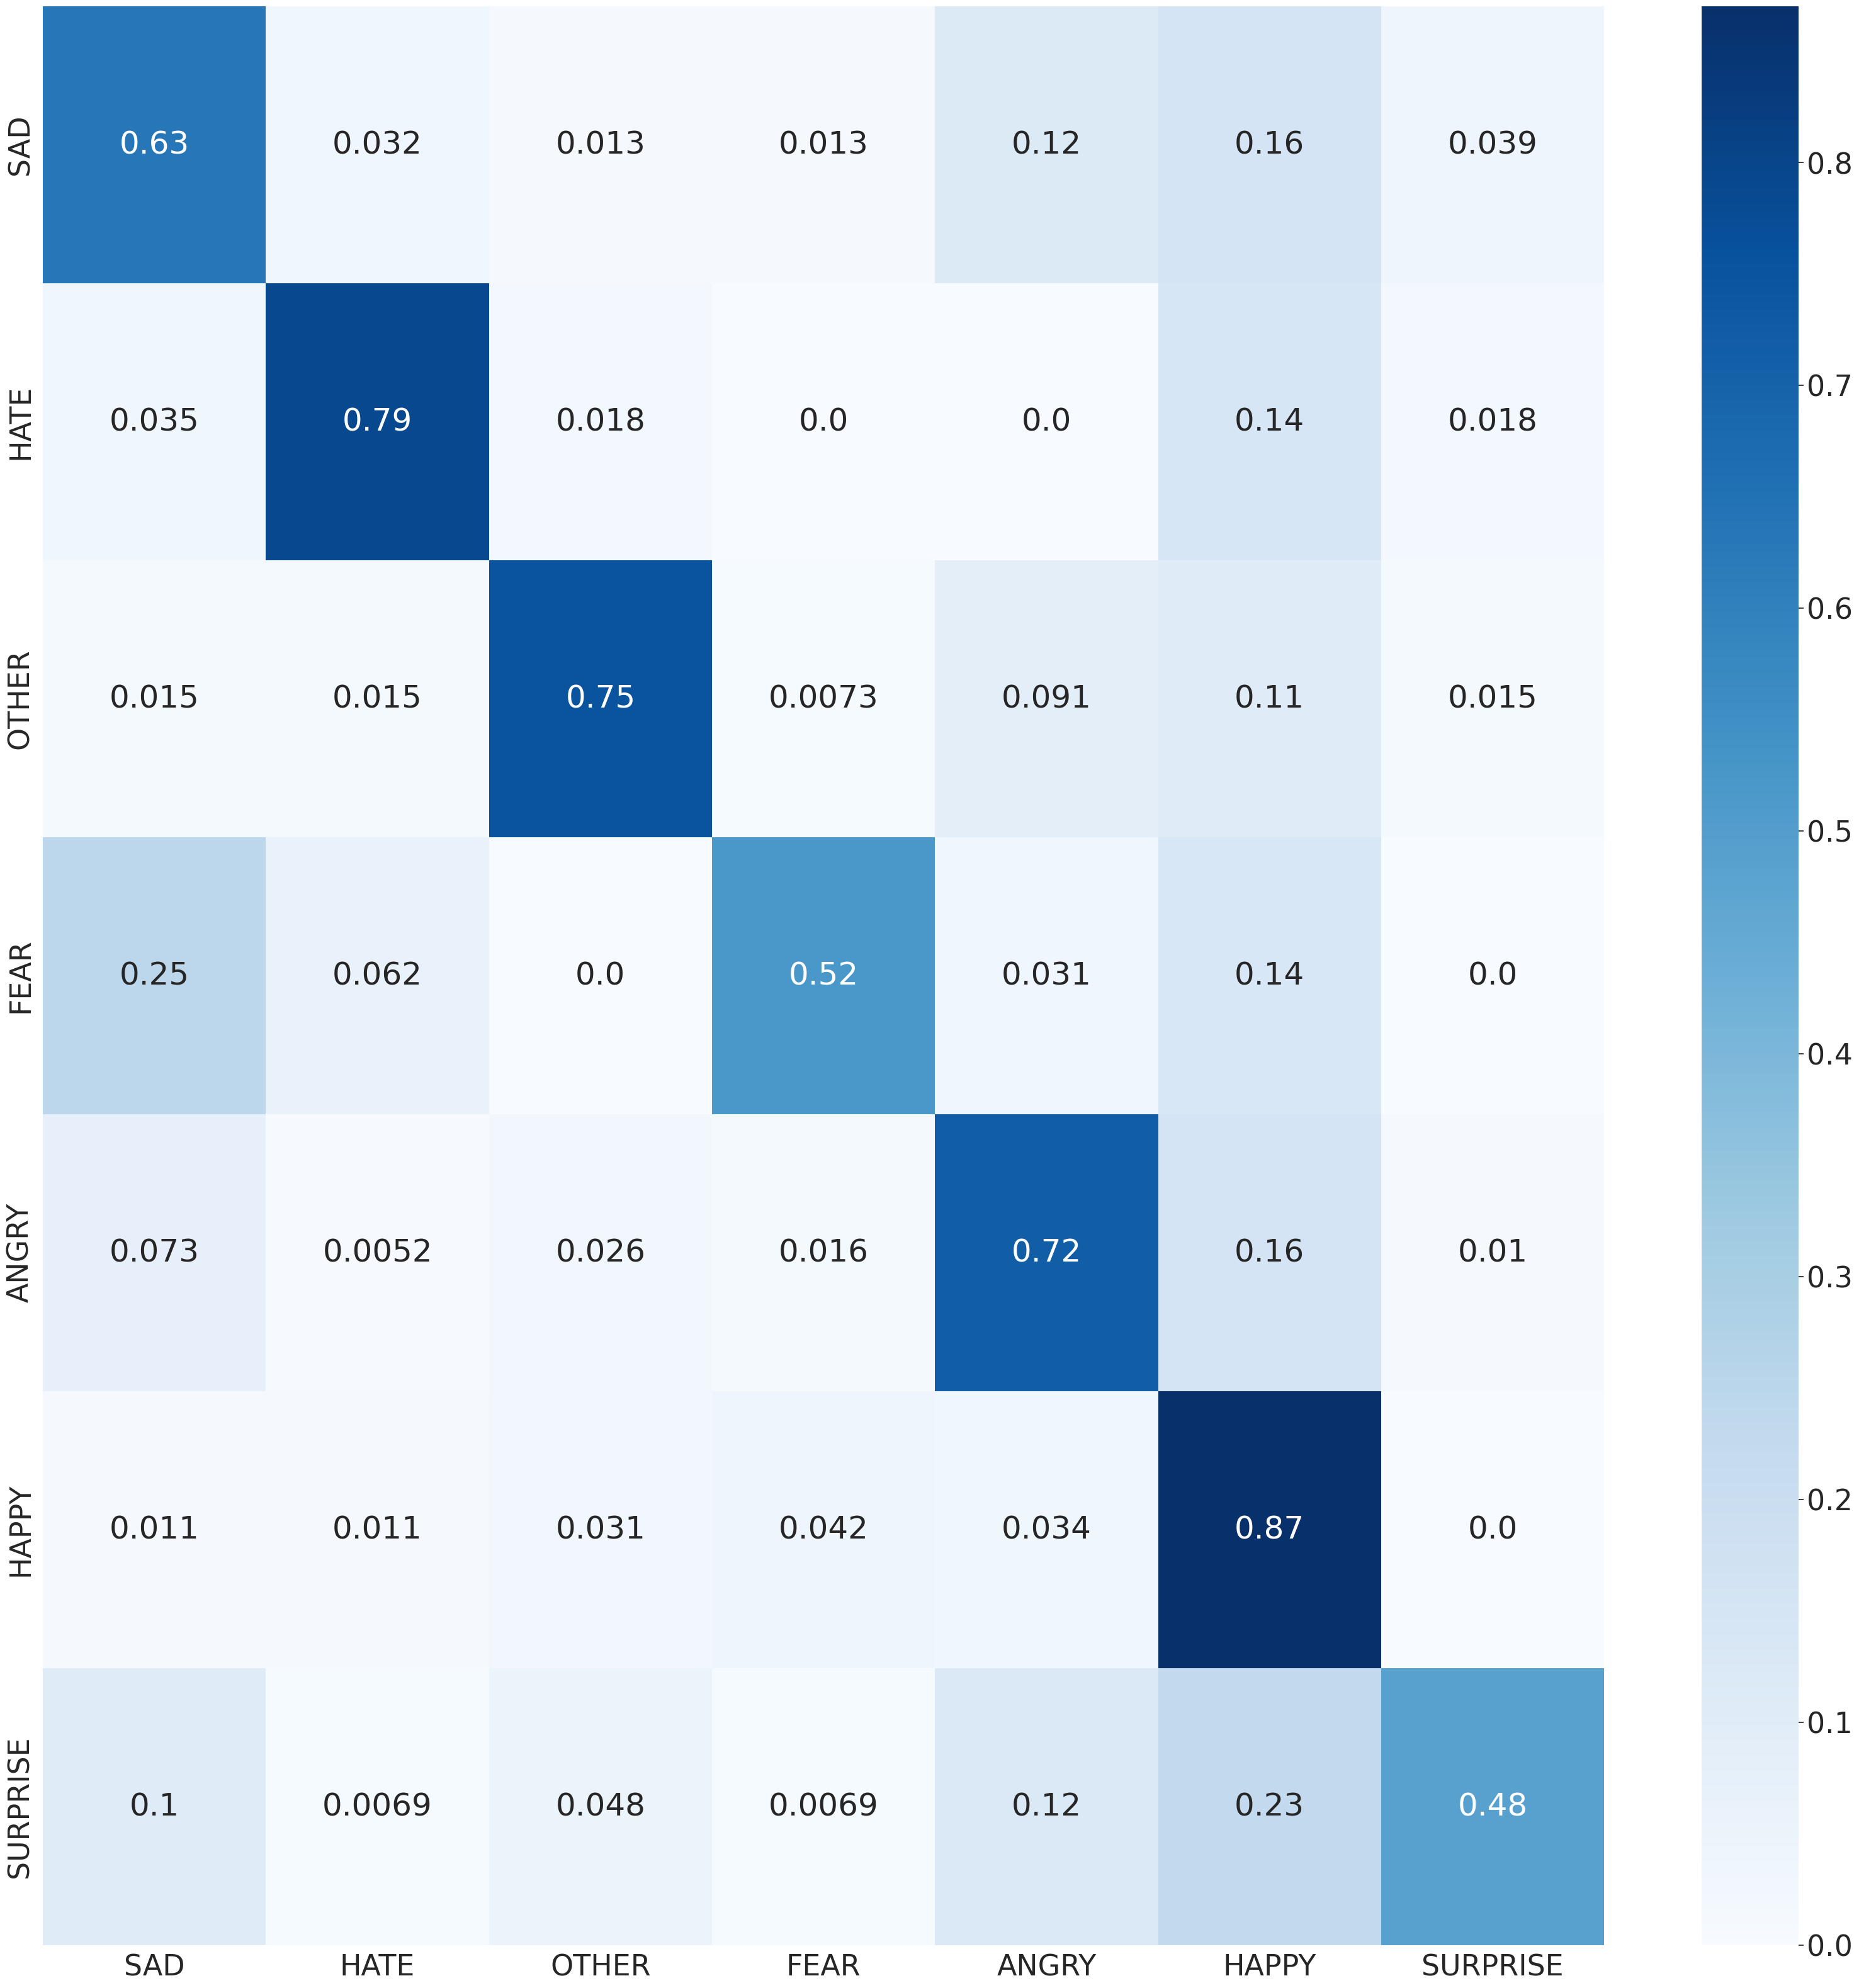 SAD 0.63 0.032 0.013 0.013 0.12 0.16 0.039
HATE 0.035 0.79 0.018 0.0 0.0 0.14 0.018
OTHER 0.015 0.015 0.75 0.0073 0.091 0.11 0.015
FEAR 0.25 0.062 0.0 0.52 0.031 0.14 0.0
ANGRY 0.073 0.0052 0.026 0.016 0.72 0.16 0.01
HAPPY 0.011 0.011 0.031 0.042 0.034 0.87 0.0
SURPRISE 0.1 0.0069 0.048 0.0069 0.12 0.23 0.48
SAD HATE OTHER FEAR ANGRY HAPPY SURPRISE
0.8
0.7
0.6
0.5
0.4
0.3
0.2
0.1
0.0